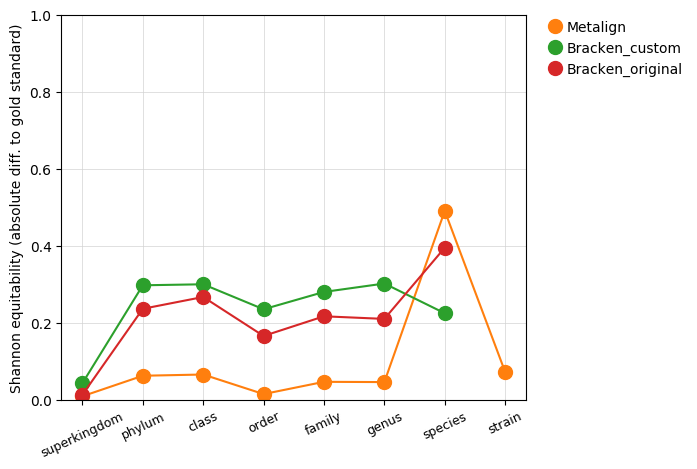 Shannon equitability (absolute diff. to gold standard)
1.0
0.8
0.6
0.4
0.2
0.0
superkingdom
phylum
class
order
family
genus
species
strain
Metalign
Bracken_custom
Bracken_original